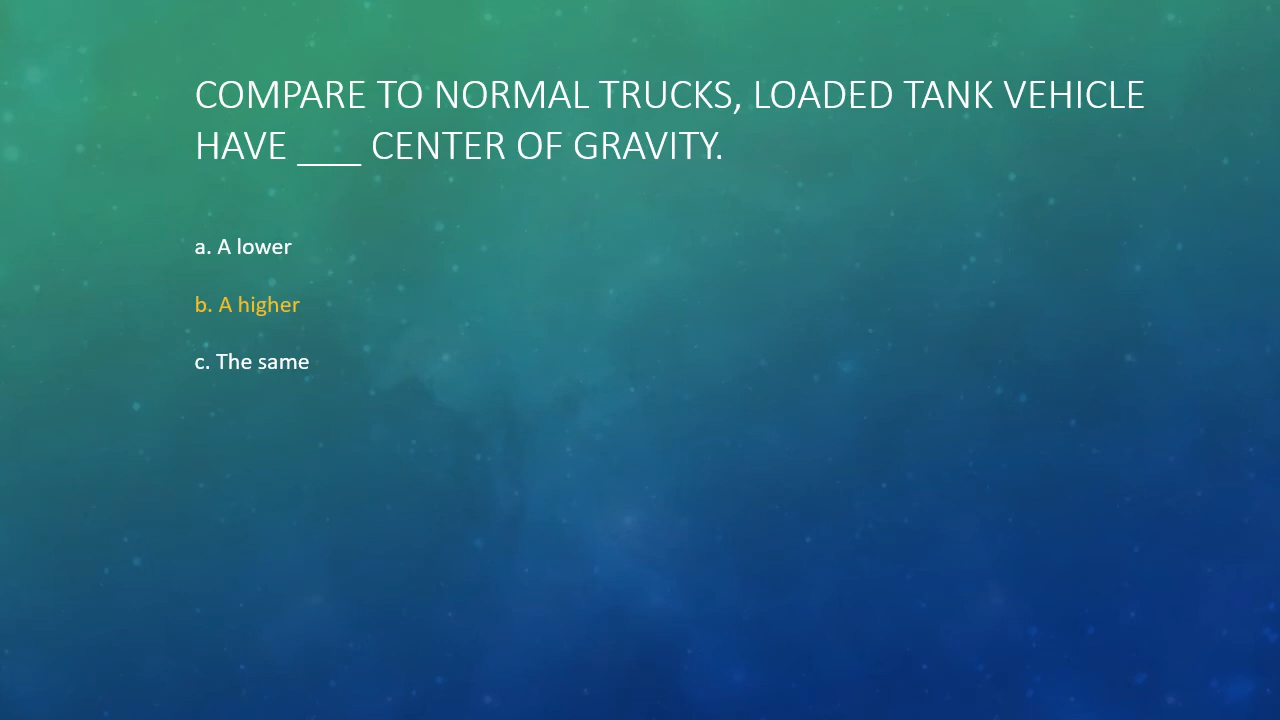 COMPARE TO NORMAL TRUCKS, LOADED TANK VEHICLE
HAVE ___ CENTER OF GRAVITY.
a. A lower
b. A higher
c. The same